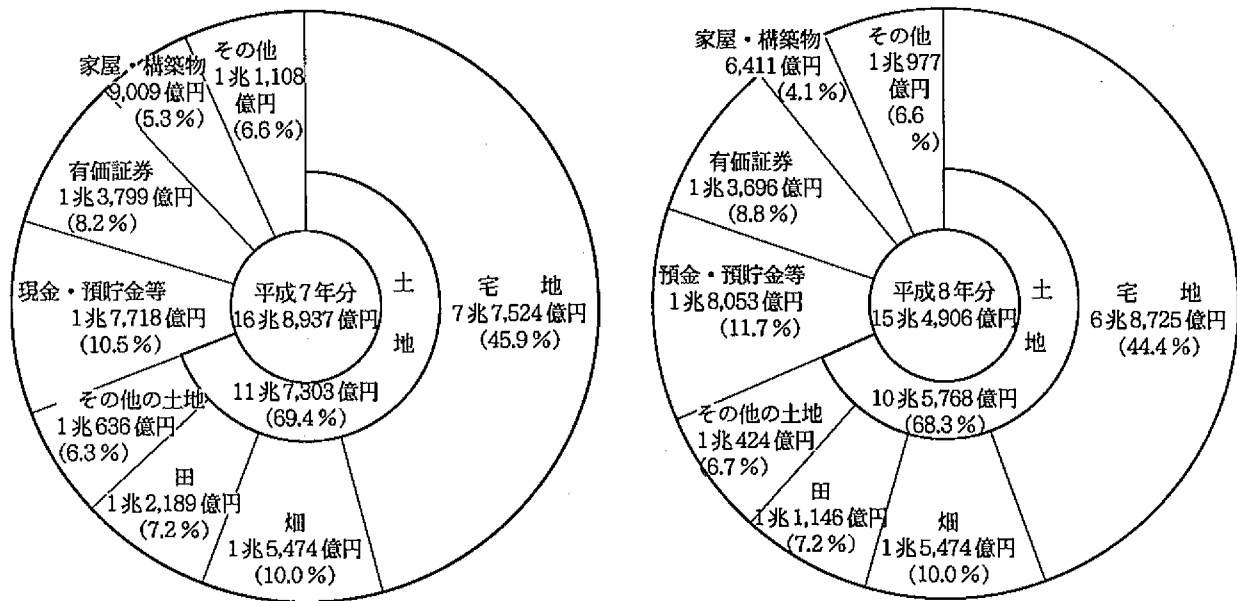 平成7年分
16兆8,937億円
土地
11兆7,303億円
(69.4%)
宅地
7兆7,524億円
(45.9%)
畑
1兆5,474億円
(10.0%)
田
1兆2,189億円
(7.2%)
その他の土地
1兆636億円
(6.3%)
現金・預貯金等
1兆7,718億円
(10.5%)
有価証券
1兆3,799億円
(8.2%)
家屋・構築物
9,009億円
(5.3%)
その他
1兆1,108
億円
(6.6%)
平成8年分
15兆4,906億円
土地
10兆5,768億円
(68.3%)
宅地
6兆8,725億円
(44.4%)
畑
1兆5,474億円
(10.0%)
田
1兆1,146億円
(7.2%)
その他の土地
1兆424億円
(6.7%)
預金・預貯金等
1兆8,053億円
(11.7%)
有価証券
1兆3,696億円
(8.8%)
家屋・構築物
6,411億円
(4.1%)
その他
1兆977
億円
(6.6
%)